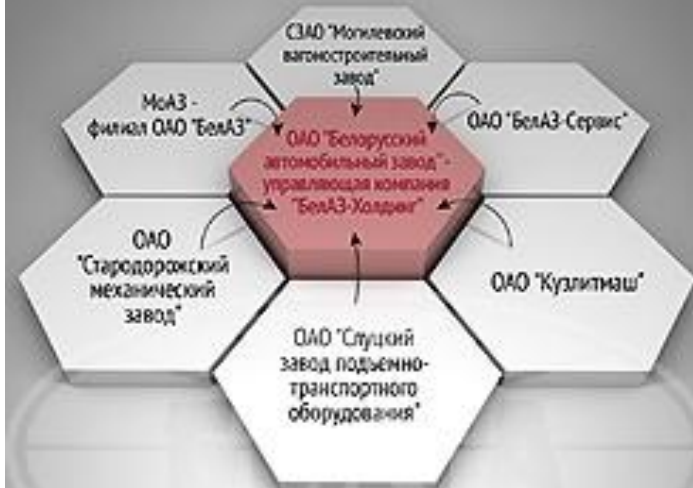 СЗАО "Могилевский
вагоностроительный
завод"
МоАЗ -
филиал ОАО "БелАЗ"
ОАО "БелАЗ-Сервис"
ОАО "Белорусский
автомобильный завод"-
управляющая компания
"БелАЗ-Холдинг"
ОАО
"Стародорожский
механический
завод"
ОАО "Кузлитмаш"
ОАО "Слуцкий
завод подъемно-
транспортного
оборудования"